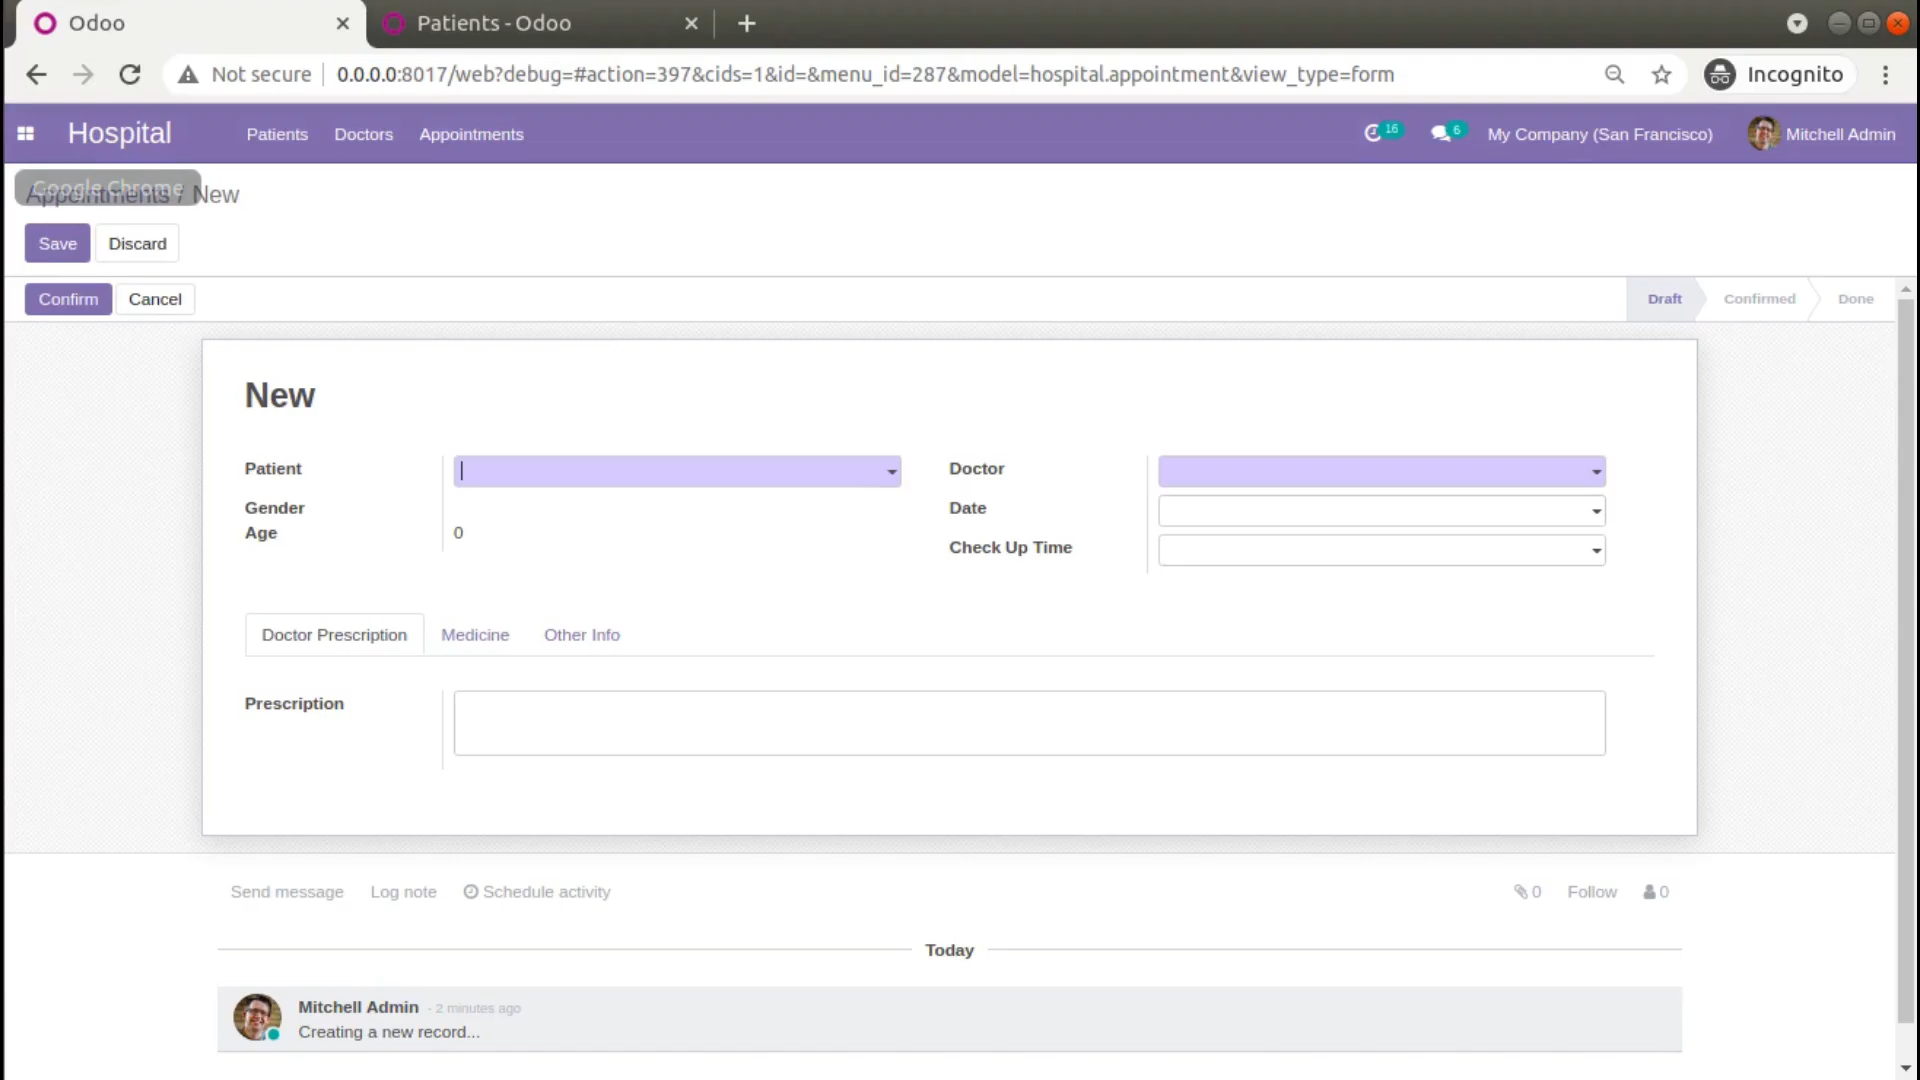 Odoo
Patients - Odoo
Not secure
0.0.0.0:8017/web?debug=#action=397&cids=1&id=&menu_id=287&model=hospital.appointment&view_type=form
Incognito
Hospital
Patients
Doctors
Appointments
16
6
My Company (San Francisco)
Mitchell Admin
Google Chrome
Appointments / New
Save
Discard
Confirm
Cancel
Draft
Confirmed
Done
New
Patient
Doctor
Gender
Date
Age
0
Check Up Time
Doctor Prescription
Medicine
Other Info
Prescription
Send message
Log note
Schedule activity
0
Follow
0
Today
Mitchell Admin - 2 minutes ago
Creating a new record...